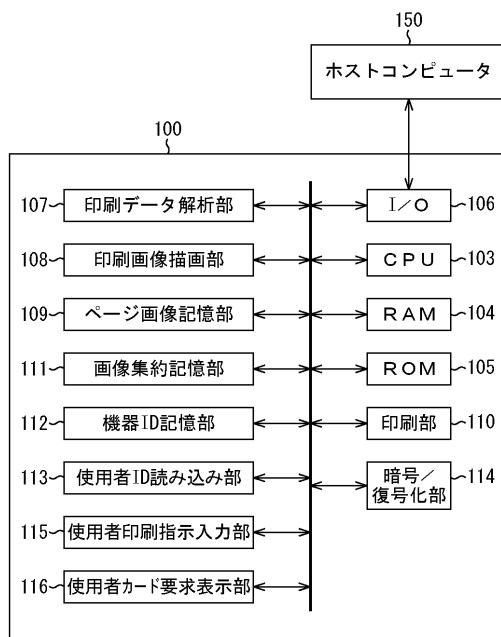 150
ホストコンピュータ
100
107 印刷データ解析部 I/O 106
108 印刷画像描画部 CPU 103
109 ページ画像記憶部 RAM 104
111 画像集約記憶部 ROM 105
112 機器ID記憶部 印刷部 110
113 使用者ID読み込み部 暗号/ 114
復号化部
115 使用者印刷指示入力部
116 使用者カード要求表示部